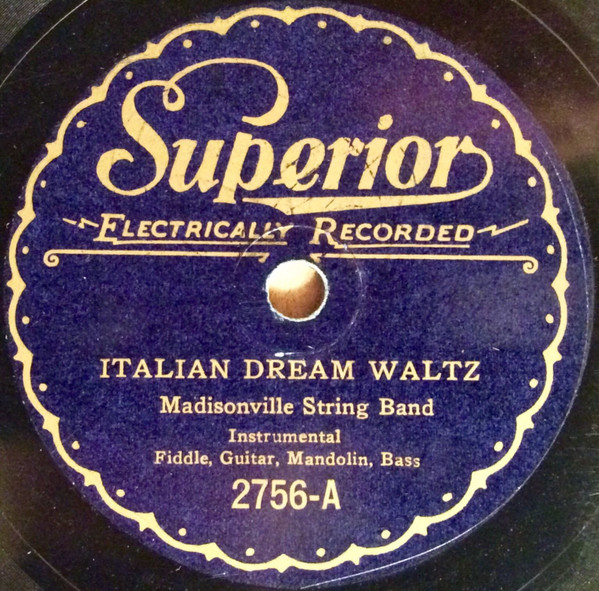 Superior
ELECTRICALLY RECORDED
ITALIAN DREAM WALTZ
Madisonville String Band
Instrumental
Fiddle, Guitar, Mandolin, Bass
2756-A